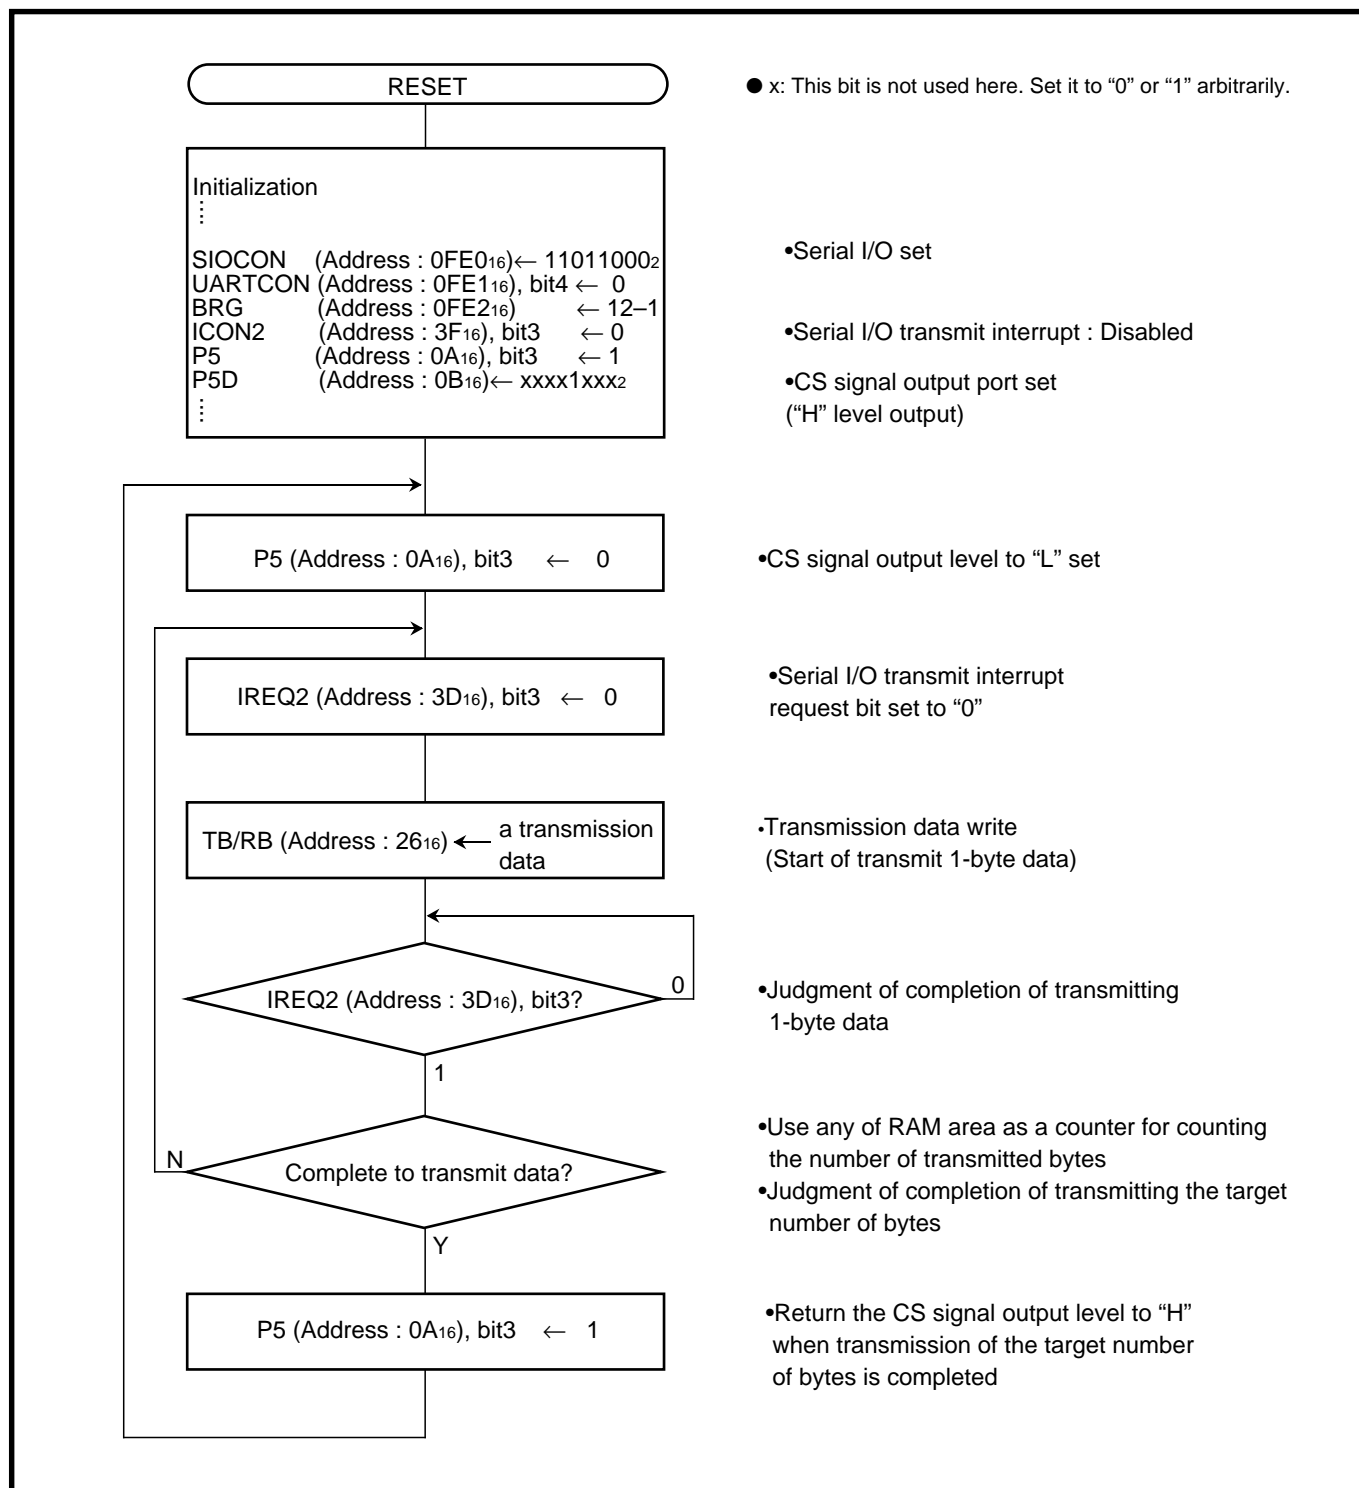 RESET
● x: This bit is not used here. Set it to “0” or “1” arbitrarily.
Initialization
⋮
SIOCON (Address : 0FE0₁₆)← 11011000₂
•Serial I/O set
UARTCON (Address : 0FE1₁₆), bit4 ← 0
BRG (Address : 0FE2₁₆) ← 12–1
ICON2 (Address : 3F₁₆), bit3 ← 0
•Serial I/O transmit interrupt : Disabled
P5 (Address : 0A₁₆), bit3 ← 1
P5D (Address : 0B₁₆)← xxxx1xxx₂
•CS signal output port set
(“H” level output)
⋮
P5 (Address : 0A₁₆), bit3 ← 0
•CS signal output level to “L” set
IREQ2 (Address : 3D₁₆), bit3 ← 0
•Serial I/O transmit interrupt
request bit set to “0”
TB/RB (Address : 26₁₆) ← a transmission
data
•Transmission data write
(Start of transmit 1-byte data)
IREQ2 (Address : 3D₁₆), bit3?
0
•Judgment of completion of transmitting
1-byte data
1
N
Complete to transmit data?
•Use any of RAM area as a counter for counting
the number of transmitted bytes
•Judgment of completion of transmitting the target
number of bytes
Y
P5 (Address : 0A₁₆), bit3 ← 1
•Return the CS signal output level to “H”
when transmission of the target number
of bytes is completed